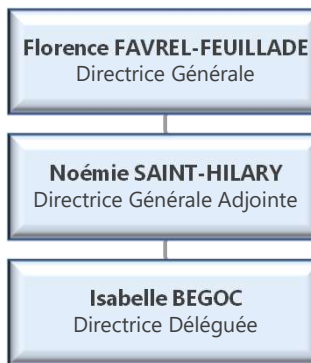 Florence FAVREL-FEUILLADE
Directrice Générale
Noémie SAINT-HILARY
Directrice Générale Adjointe
Isabelle BEGOC
Directrice Déléguée